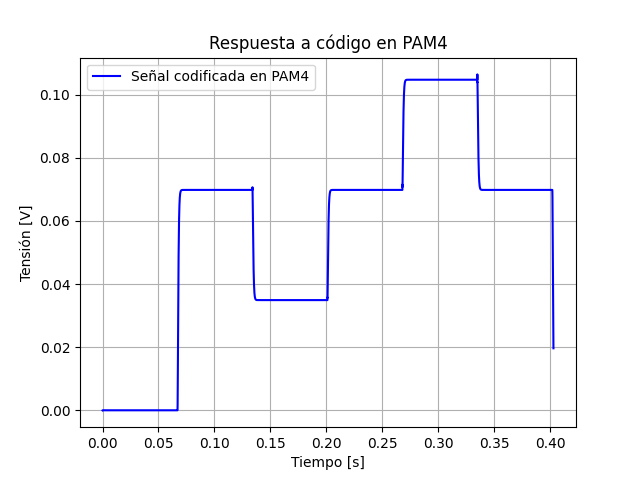 Respuesta a código en PAM4
Señal codificada en PAM4
Tensión [V]
0.10
0.08
0.06
0.04
0.02
0.00
0.00 0.05 0.10 0.15 0.20 0.25 0.30 0.35 0.40
Tiempo [s]